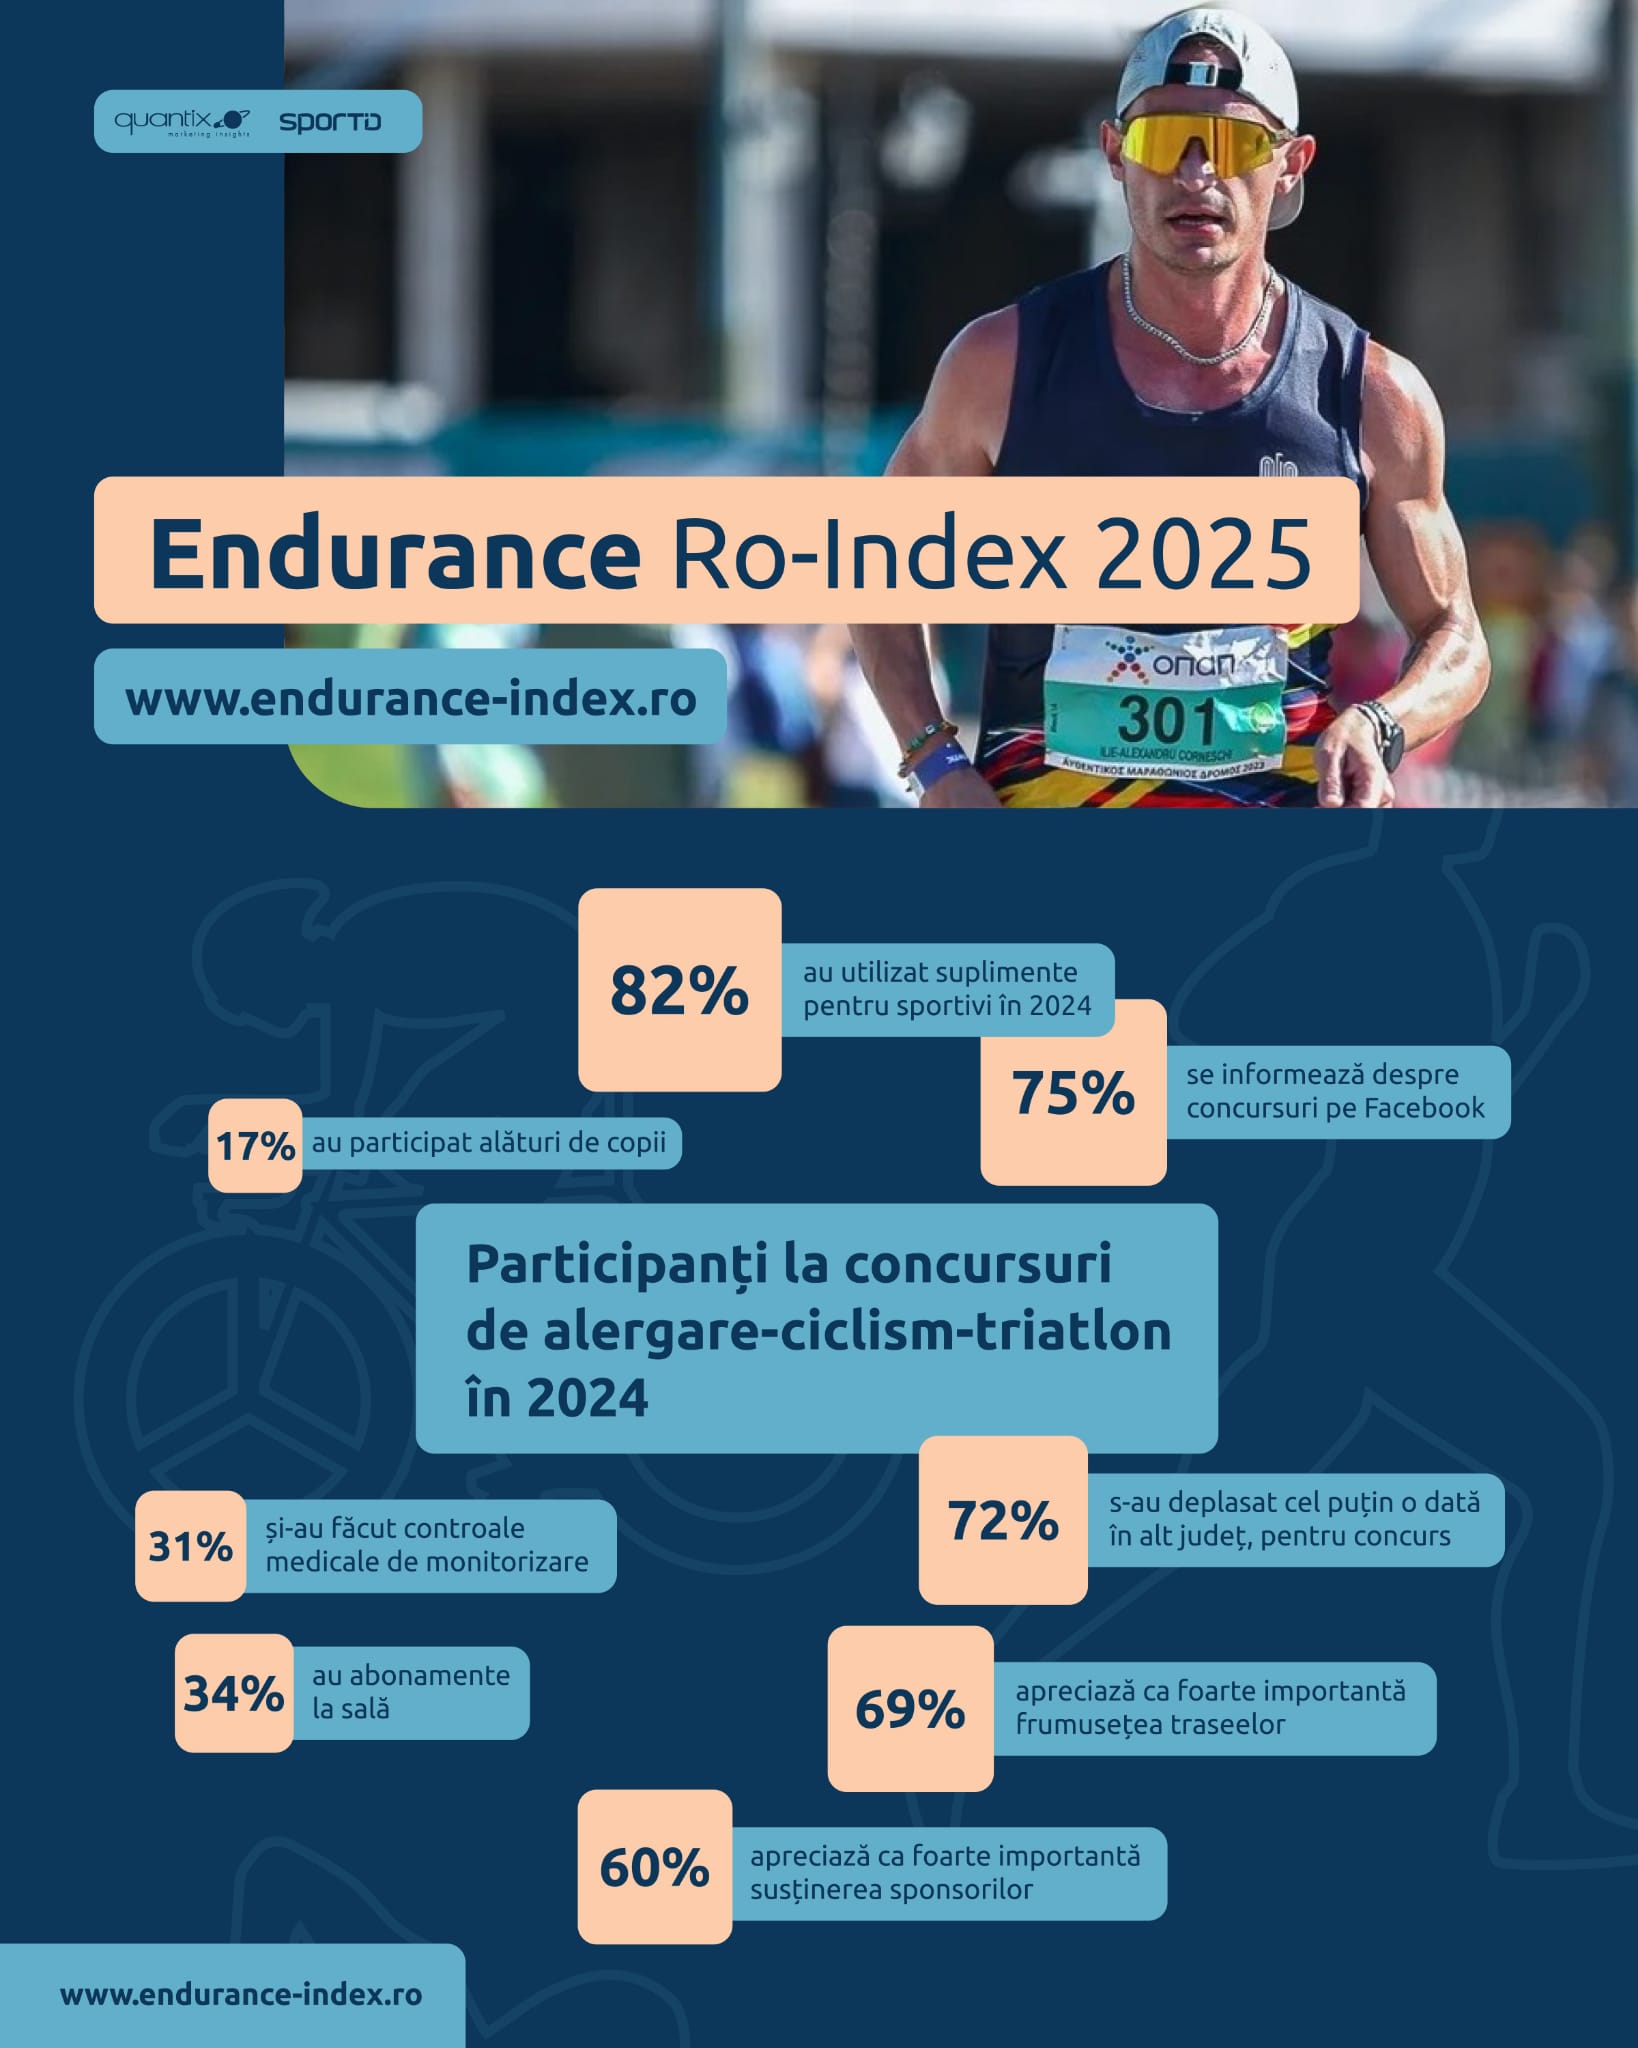 quantix
marketing insights
SPORTD
Endurance Ro-Index 2025
www.endurance-index.ro
οπαπ
301
ILIE-ALEXANDRU CORNESCHI
ΑΥΘΕΝΤΙΚΟΣ ΜΑΡΑΘΩΝΙΟΣ ΔΡΟΜΟΣ 2023
82%
au utilizat suplimente
pentru sportivi în 2024
75%
se informează despre
concursuri pe Facebook
17%
au participat alături de copii
Participanți la concursuri
de alergare-ciclism-triatlon
în 2024
31%
și-au făcut controale
medicale de monitorizare
72%
s-au deplasat cel puțin o dată
în alt județ, pentru concurs
34%
au abonamente
la sală
69%
apreciază ca foarte importantă
frumusețea traseelor
60%
apreciază ca foarte importantă
susținerea sponsorilor
www.endurance-index.ro